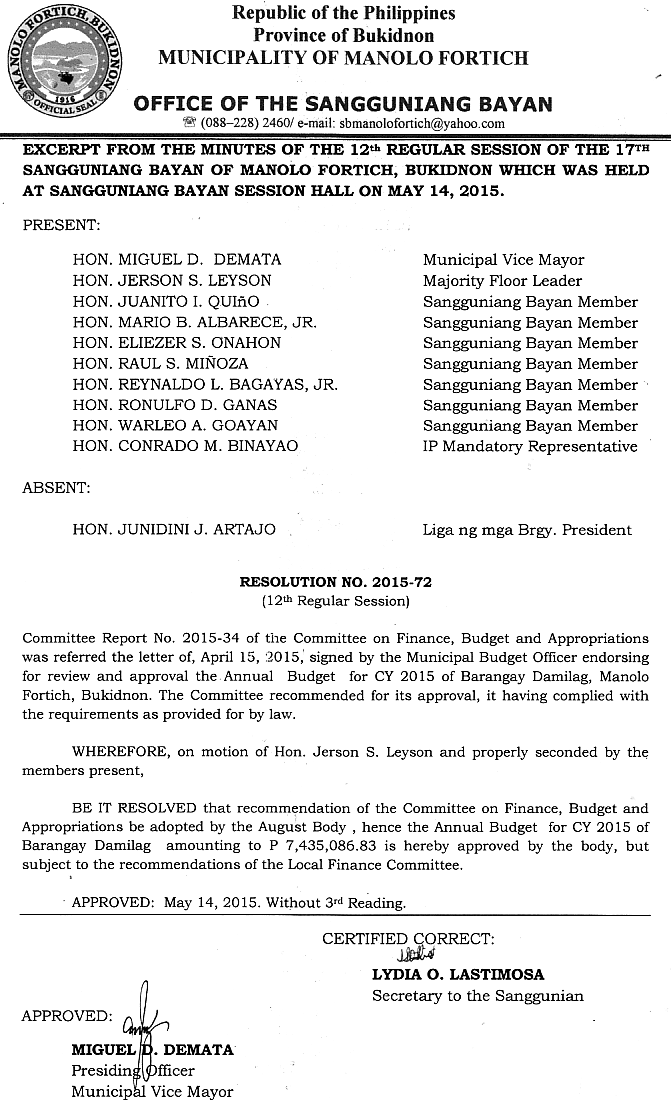 MANOLO FORTICH, BUKIDNON
1916
OFFICIAL SEAL
Republic of the Philippines
Province of Bukidnon
MUNICIPALITY OF MANOLO FORTICH
OFFICE OF THE SANGGUNIANG BAYAN
☎ (088–228) 2460/ e-mail: sbmanolofortich@yahoo.com
EXCERPT FROM THE MINUTES OF THE 12th REGULAR SESSION OF THE 17TH
SANGGUNIANG BAYAN OF MANOLO FORTICH, BUKIDNON WHICH WAS HELD
AT SANGGUNIANG BAYAN SESSION HALL ON MAY 14, 2015.
PRESENT:
HON. MIGUEL D. DEMATA Municipal Vice Mayor
HON. JERSON S. LEYSON Majority Floor Leader
HON. JUANITO I. QUIñO Sangguniang Bayan Member
HON. MARIO B. ALBARECE, JR. Sangguniang Bayan Member
HON. ELIEZER S. ONAHON Sangguniang Bayan Member
HON. RAUL S. MIÑOZA Sangguniang Bayan Member
HON. REYNALDO L. BAGAYAS, JR. Sangguniang Bayan Member
HON. RONULFO D. GANAS Sangguniang Bayan Member
HON. WARLEO A. GOAYAN Sangguniang Bayan Member
HON. CONRADO M. BINAYAO IP Mandatory Representative
ABSENT:
HON. JUNIDINI J. ARTAJO Liga ng mga Brgy. President
RESOLUTION NO. 2015-72
(12th Regular Session)
Committee Report No. 2015-34 of the Committee on Finance, Budget and Appropriations
was referred the letter of, April 15, 2015, signed by the Municipal Budget Officer endorsing
for review and approval the Annual Budget for CY 2015 of Barangay Damilag, Manolo
Fortich, Bukidnon. The Committee recommended for its approval, it having complied with
the requirements as provided for by law.
WHEREFORE, on motion of Hon. Jerson S. Leyson and properly seconded by the
members present,
BE IT RESOLVED that recommendation of the Committee on Finance, Budget and
Appropriations be adopted by the August Body , hence the Annual Budget for CY 2015 of
Barangay Damilag amounting to P 7,435,086.83 is hereby approved by the body, but
subject to the recommendations of the Local Finance Committee.
APPROVED: May 14, 2015. Without 3rd Reading.
CERTIFIED CORRECT:
LYDIA O. LASTIMOSA
Secretary to the Sanggunian
APPROVED:
MIGUEL D. DEMATA
Presiding Officer
Municipal Vice Mayor